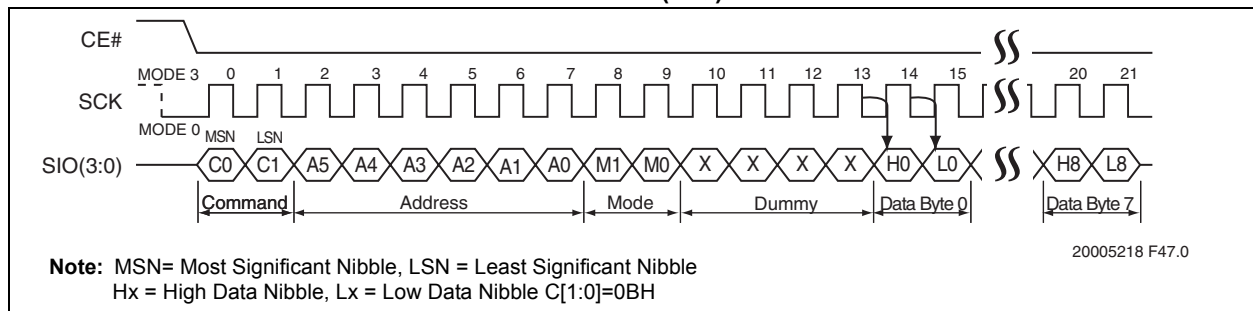 CE#
MODE 3 0 1 2 3 4 5 6 7 8 9 10 11 12 13 14 15 20 21
SCK
MODE 0
MSN LSN
SIO(3:0) C0 C1 A5 A4 A3 A2 A1 A0 M1 M0 X X X X H0 L0 H8 L8
Command Address Mode Dummy Data Byte 0 Data Byte 7
20005218 F47.0
Note: MSN= Most Significant Nibble, LSN = Least Significant Nibble
Hx = High Data Nibble, Lx = Low Data Nibble C[1:0]=0BH